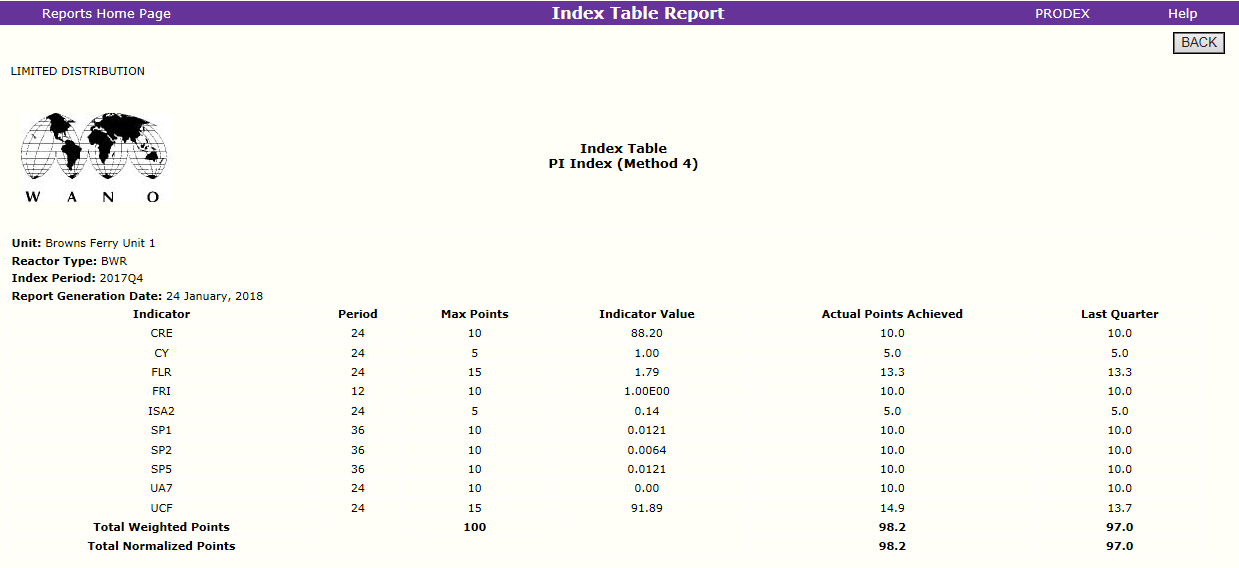 Reports Home Page Index Table Report PRODEX Help
BACK
LIMITED DISTRIBUTION
W A N O
Index Table
PI Index (Method 4)
Unit: Browns Ferry Unit 1
Reactor Type: BWR
Index Period: 2017Q4
Report Generation Date: 24 January, 2018
Indicator Period Max Points Indicator Value Actual Points Achieved Last Quarter
CRE 24 10 88.20 10.0 10.0
CY 24 5 1.00 5.0 5.0
FLR 24 15 1.79 13.3 13.3
FRI 12 10 1.00E00 10.0 10.0
ISA2 24 5 0.14 5.0 5.0
SP1 36 10 0.0121 10.0 10.0
SP2 36 10 0.0064 10.0 10.0
SP5 36 10 0.0121 10.0 10.0
UA7 24 10 0.00 10.0 10.0
UCF 24 15 91.89 14.9 13.7
Total Weighted Points 100 98.2 97.0
Total Normalized Points 98.2 97.0